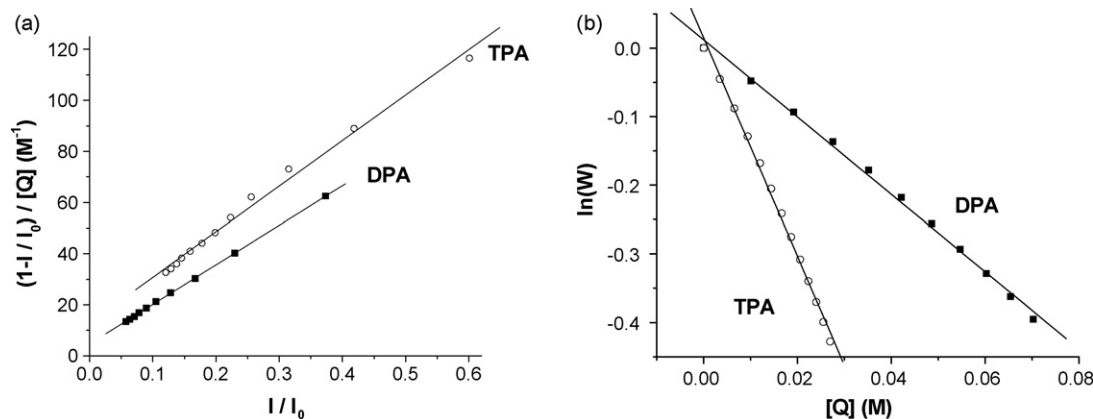 (a)
120
100
80
60
40
20
0
(1-I / I₀) / [Q] (M⁻¹)
TPA
DPA
0.0 0.1 0.2 0.3 0.4 0.5 0.6
I / I₀
(b)
0.0
-0.1
-0.2
-0.3
-0.4
ln(W)
DPA
TPA
0.00 0.02 0.04 0.06 0.08
[Q] (M)